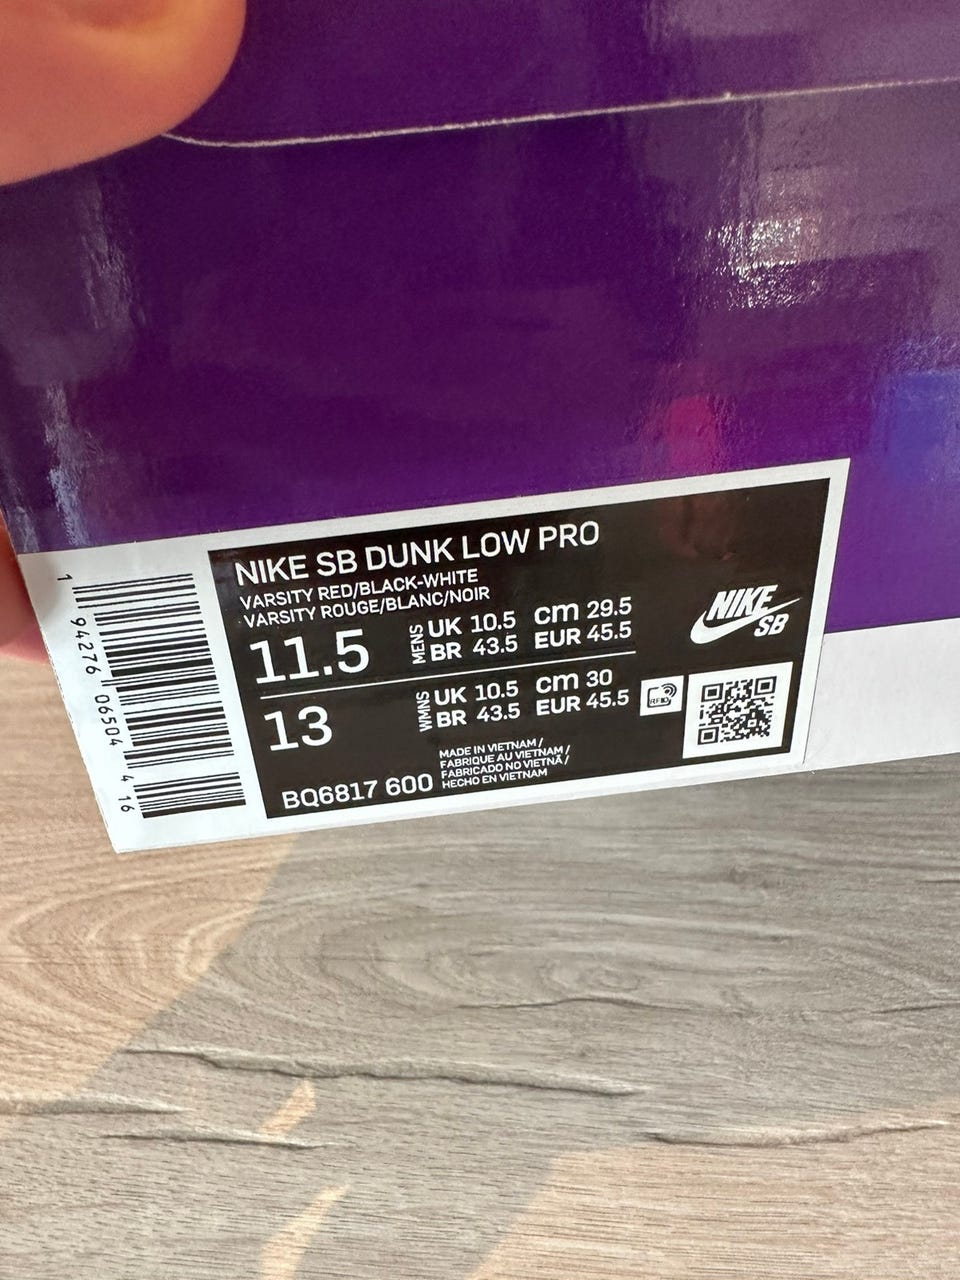 NIKE SB DUNK LOW PRO
VARSITY RED/BLACK-WHITE
VARSITY ROUGE/BLANC/NOIR
11.5 MENS UK 10.5 cm 29.5
BR 43.5 EUR 45.5
13 WMNS UK 10.5 cm 30
BR 43.5 EUR 45.5
RFID
MADE IN VIETNAM /
FABRIQUE AU VIETNAM /
FABRICADO NO VIETNÃ /
HECHO EN VIETNAM
BQ6817 600
NIKE
SB
1 94276 06504 4 16